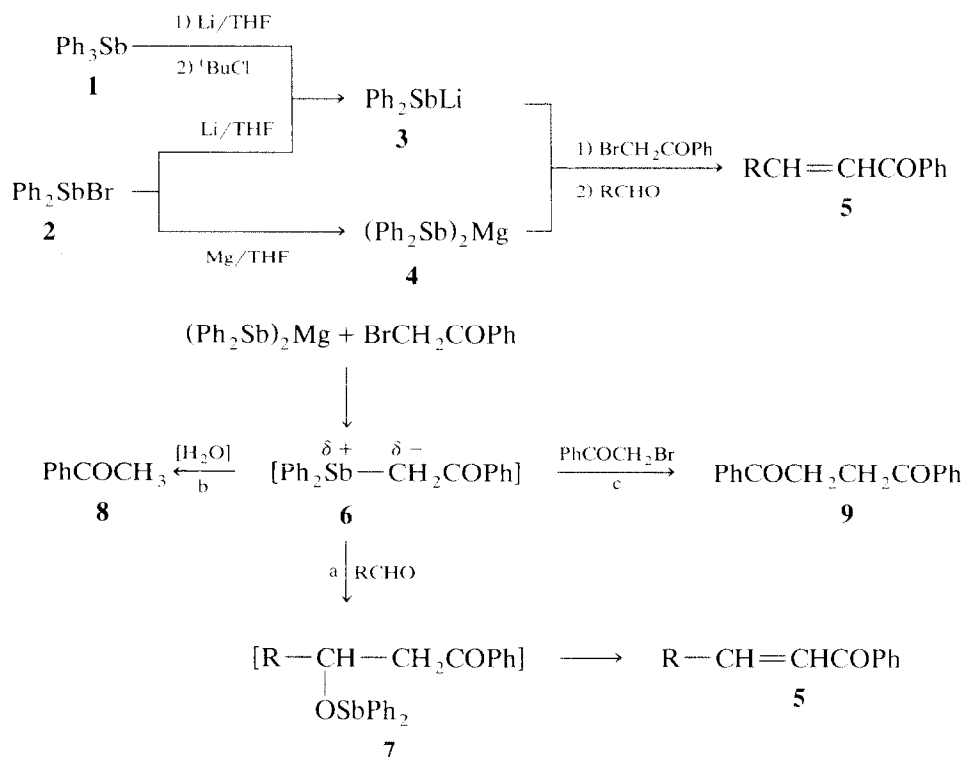 1) Li/THF
Ph₃Sb
2) ᵗBuCl
1
Ph₂SbLi
Li/THF
3
1) BrCH₂COPh
RCH=CHCOPh
2) RCHO
Ph₂SbBr
5
2
(Ph₂Sb)₂Mg
Mg/THF
4
(Ph₂Sb)₂Mg + BrCH₂COPh
δ+ δ−
[H₂O]
PhCOCH₂Br
PhCOCH₃
[Ph₂Sb—CH₂COPh]
PhCOCH₂CH₂COPh
b
c
8
6
9
a RCHO
[R—CH—CH₂COPh]
R—CH=CHCOPh
OSbPh₂
5
7